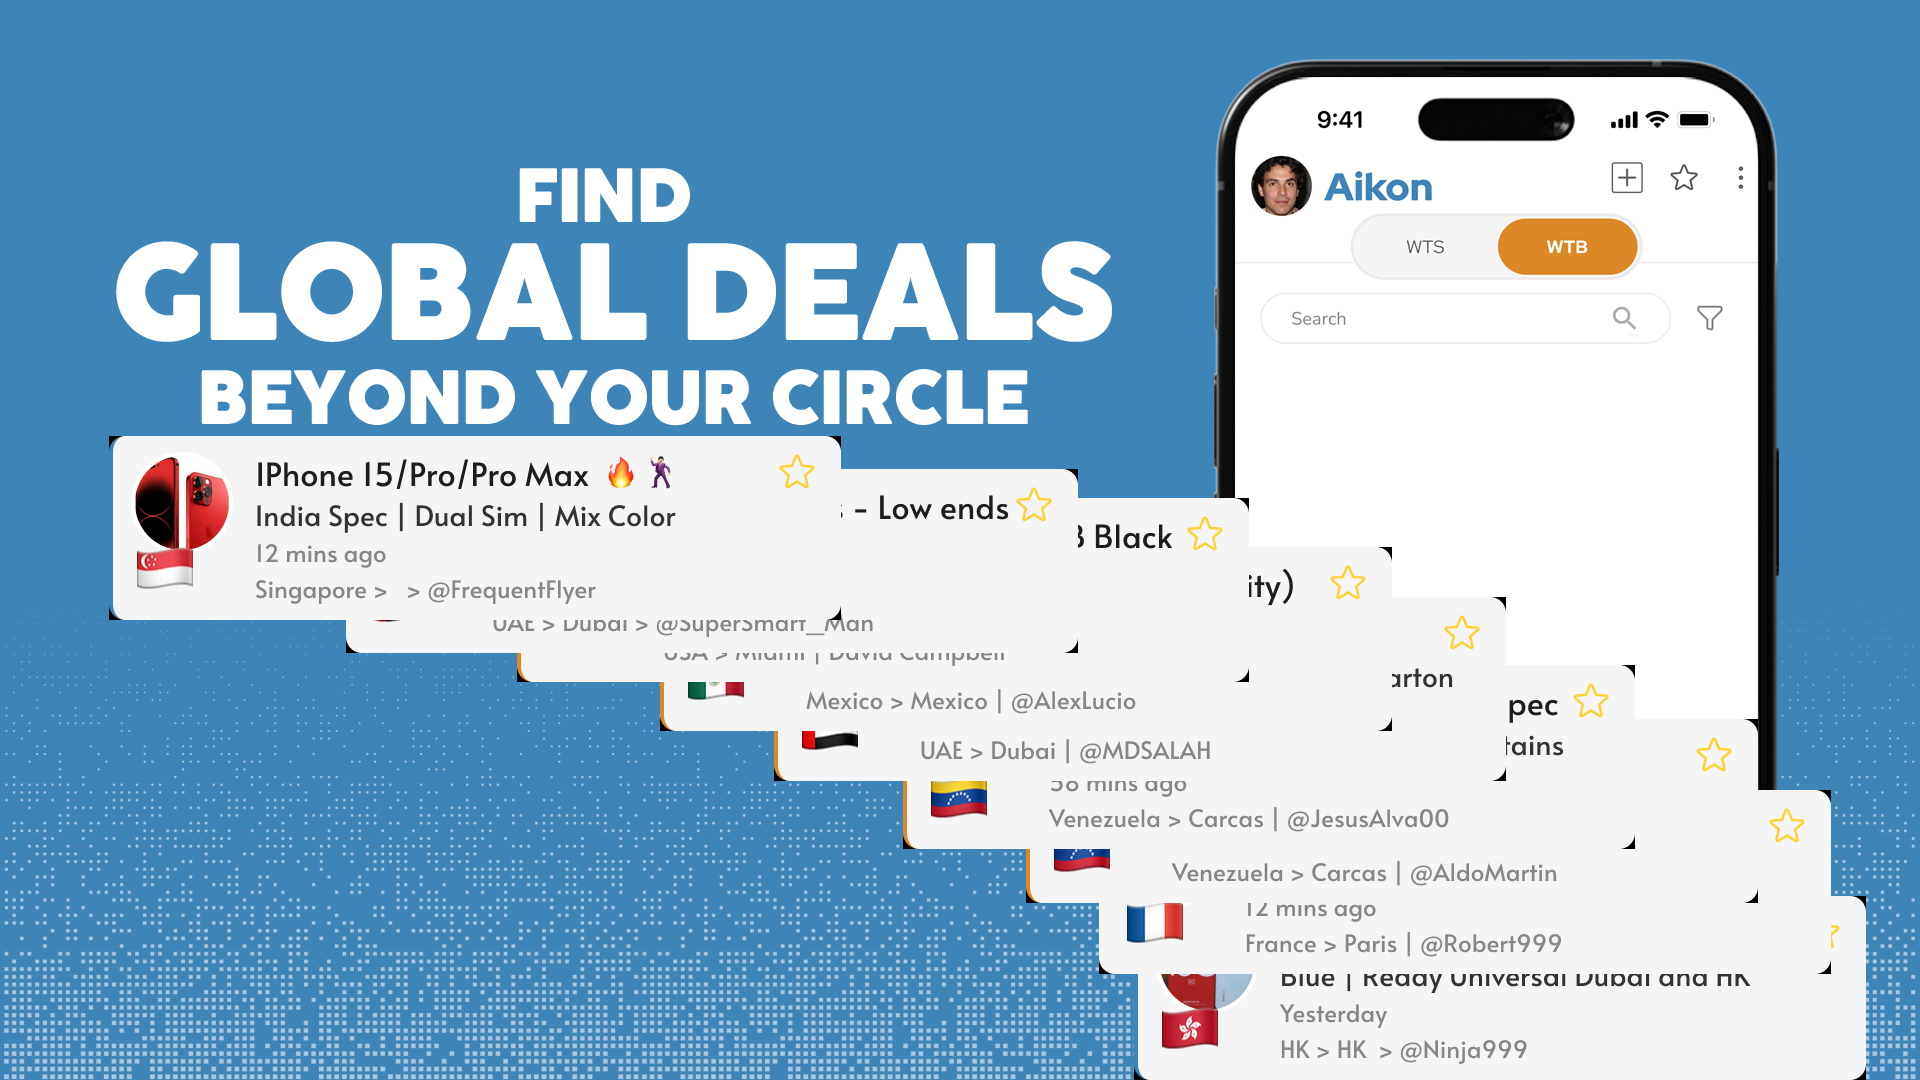 FIND
GLOBAL DEALS
BEYOND YOUR CIRCLE
9:41
Aikon
WTS
WTB
Search
IPhone 15/Pro/Pro Max
India Spec | Dual Sim | Mix Color
12 mins ago
Singapore > > @FrequentFlyer
- Low ends
UAE > Dubai > @SuperSmart_Man
Black
USA > Miami | David Campbell
ity)
Mexico > Mexico | @AlexLucio
arton
UAE > Dubai | @MDSALAH
pec
tains
58 mins ago
Venezuela > Carcas | @JesusAlva00
Venezuela > Carcas | @AldoMartin
12 mins ago
France > Paris | @Robert999
Blue | Ready Universal Dubai and HK
Yesterday
HK > HK > @Ninja999